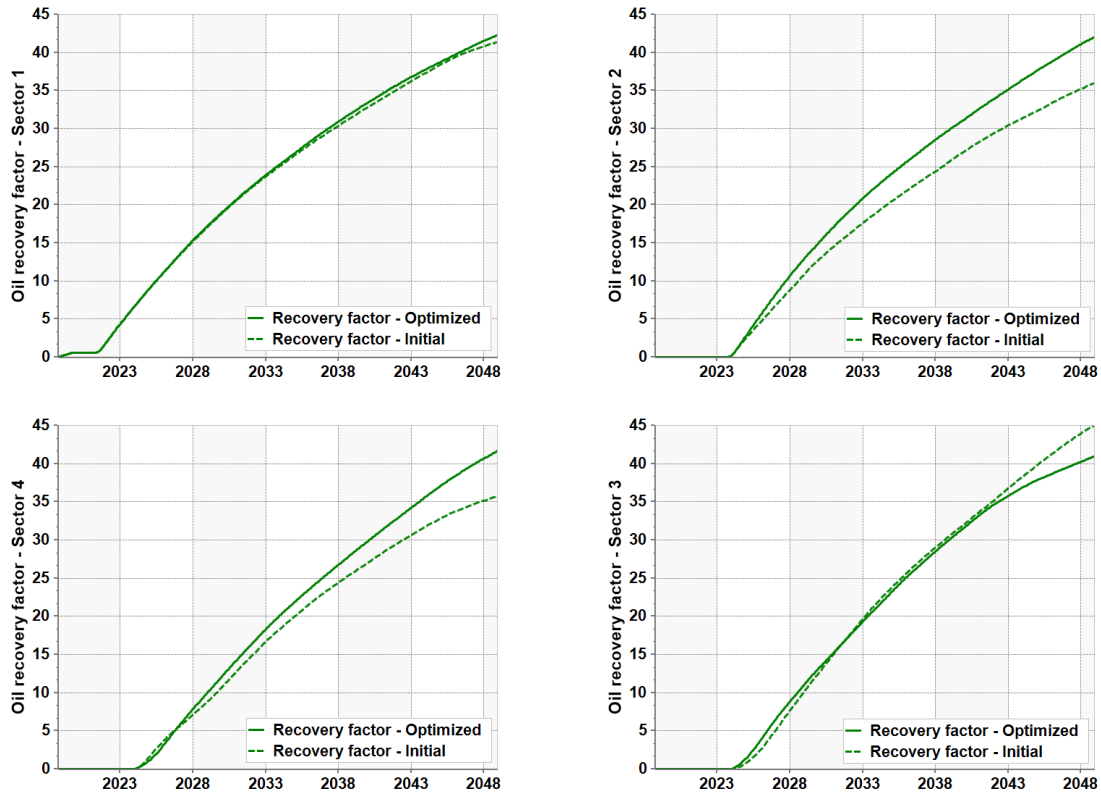 45
40
35
30
25
20
15
10
5
0
Oil recovery factor - Sector 1
Recovery factor - Optimized
Recovery factor - Initial
2023 2028 2033 2038 2043 2048
45
40
35
30
25
20
15
10
5
0
Oil recovery factor - Sector 2
Recovery factor - Optimized
Recovery factor - Initial
2023 2028 2033 2038 2043 2048
45
40
35
30
25
20
15
10
5
0
Oil recovery factor - Sector 4
Recovery factor - Optimized
Recovery factor - Initial
2023 2028 2033 2038 2043 2048
45
40
35
30
25
20
15
10
5
0
Oil recovery factor - Sector 3
Recovery factor - Optimized
Recovery factor - Initial
2023 2028 2033 2038 2043 2048